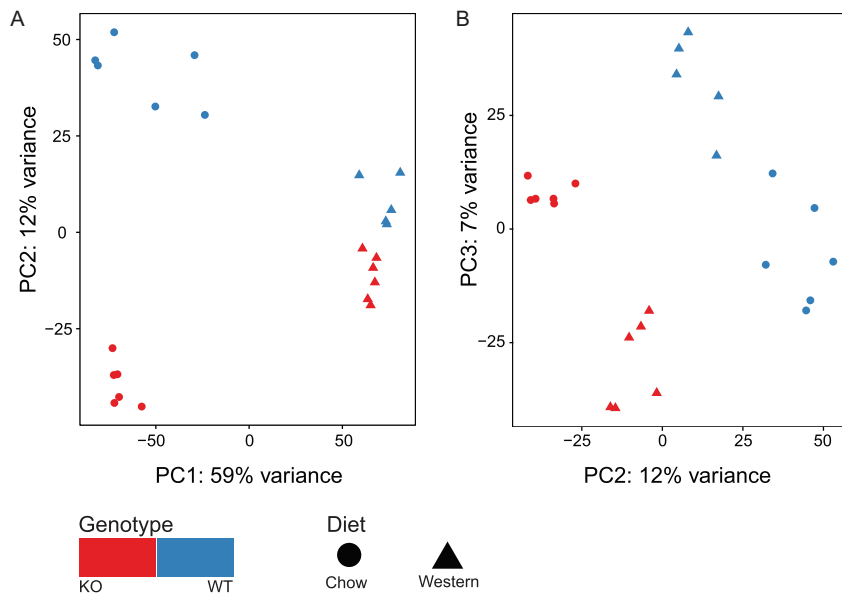 A
B
50
25
0
−25
PC2: 12% variance
−50
0
50
PC1: 59% variance
25
0
−25
PC3: 7% variance
−25
0
25
50
PC2: 12% variance
Genotype
KO
WT
Diet
Chow
Western